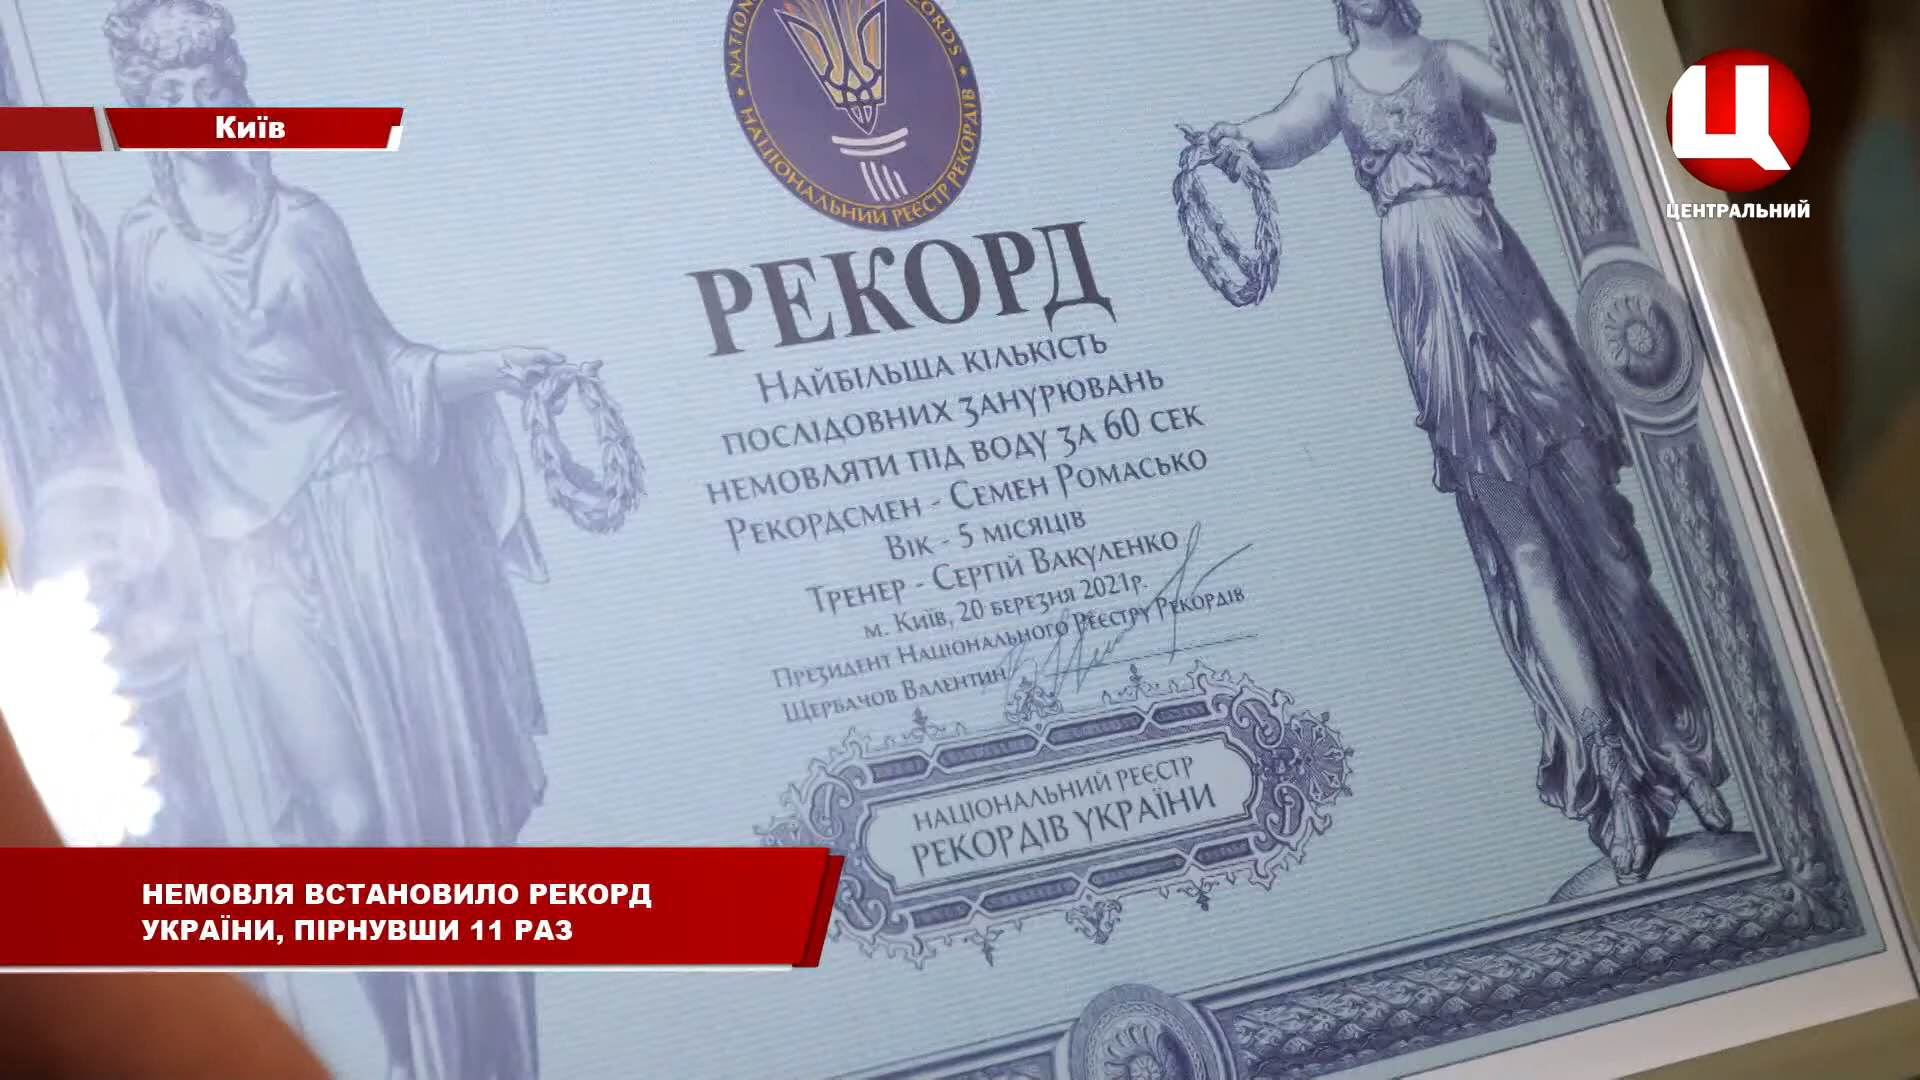 Київ
Ц
ЦЕНТРАЛЬНИЙ
НАЦІОНАЛЬНИЙ РЕЄСТР РЕКОРДІВ
РЕКОРД
Найбільша кількість
послідовних занурювань
немовляти під воду за 60 сек
Рекордсмен - Семен Ромасько
Вік - 5 місяців
Тренер - Сергій Вакуленко
м. Київ, 20 березня 2021р.
Президент Національного Реєстру Рекордів
Щербачов Валентин
НАЦІОНАЛЬНИЙ РЕЄСТР
РЕКОРДІВ УКРАЇНИ
НЕМОВЛЯ ВСТАНОВИЛО РЕКОРД
УКРАЇНИ, ПІРНУВШИ 11 РАЗ